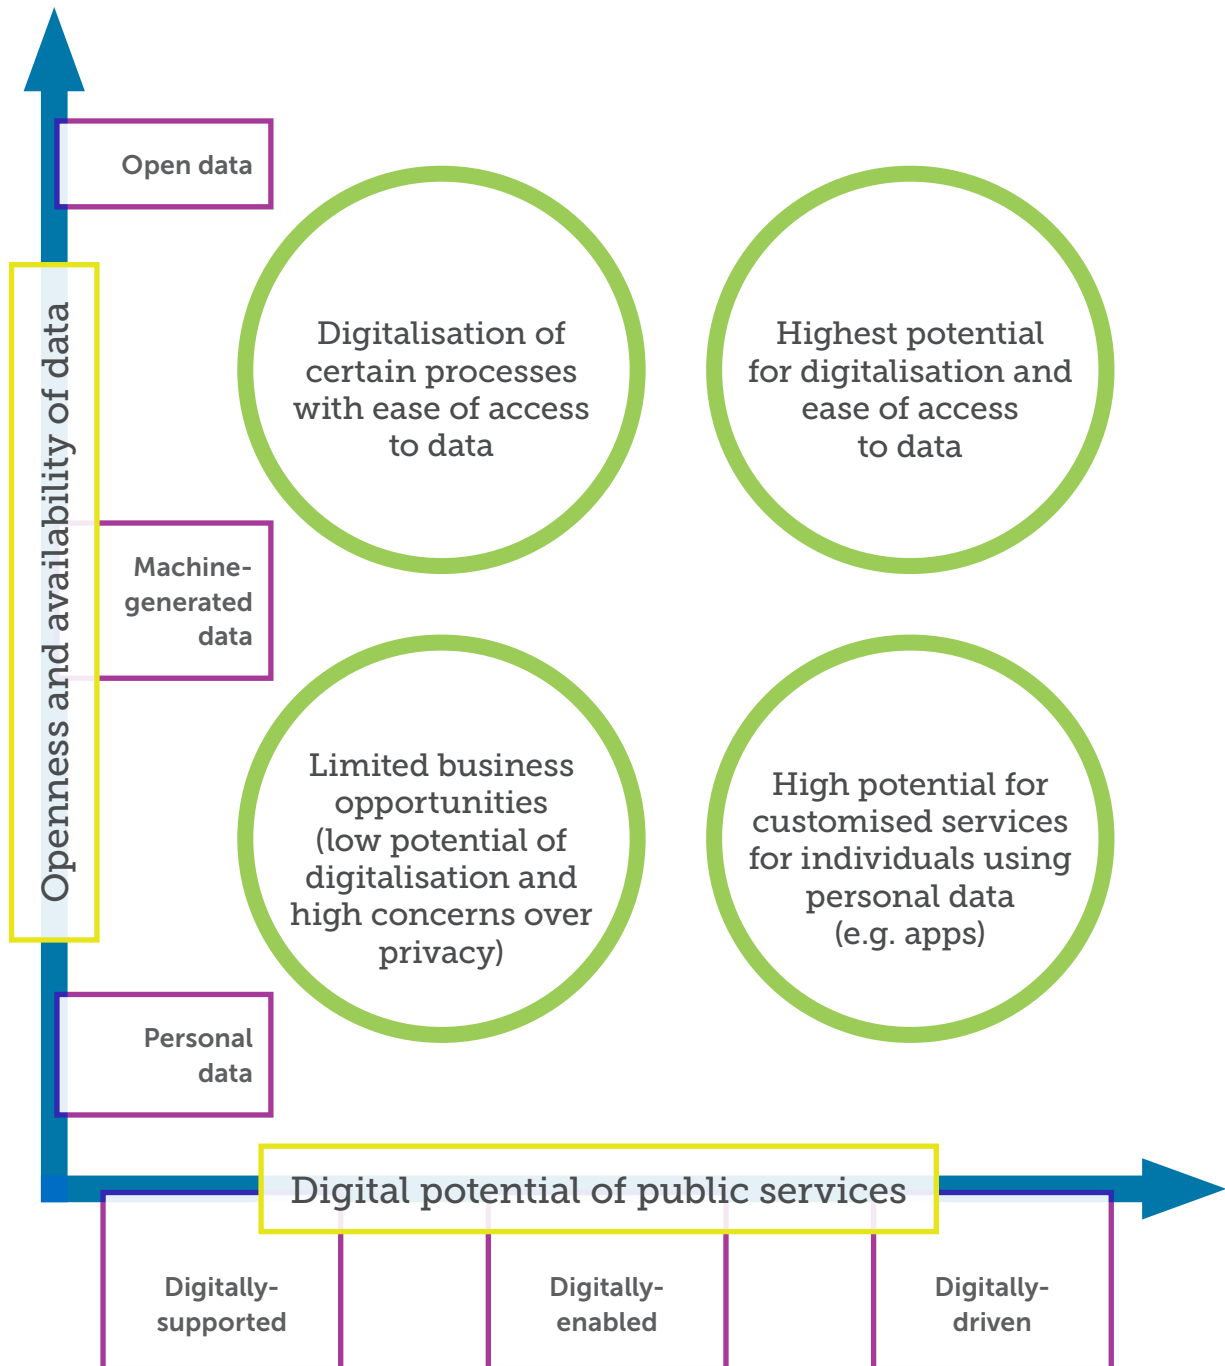 Open data
Openness and availability of data
Machine-
generated
data
Personal
data
Digitalisation of
certain processes
with ease of access
to data
Highest potential
for digitalisation and
ease of access
to data
Limited business
opportunities
(low potential of
digitalisation and
high concerns over
privacy)
High potential for
customised services
for individuals using
personal data
(e.g. apps)
Digital potential of public services
Digitally-
supported
Digitally-
enabled
Digitally-
driven